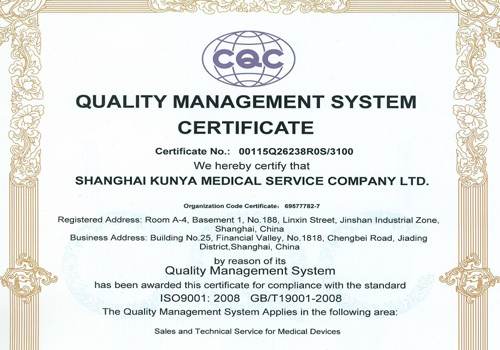 CQC
QUALITY MANAGEMENT SYSTEM
CERTIFICATE
Certificate No.: 00115Q26238R0S/3100
We hereby certify that
SHANGHAI KUNYA MEDICAL SERVICE COMPANY LTD.
Organization Code Certificate: 69577782-7
Registered Address: Room A-4, Basement 1, No.188, Linxin Street, Jinshan Industrial Zone,
Shanghai, China
Business Address: Building No.25, Financial Valley, No.1818, Chengbei Road, Jiading
District,Shanghai, China
by reason of its
Quality Management System
has been awarded this certificate for compliance with the standard
ISO9001: 2008 GB/T19001-2008
The Quality Management System Applies in the following area:
Sales and Technical Service for Medical Devices